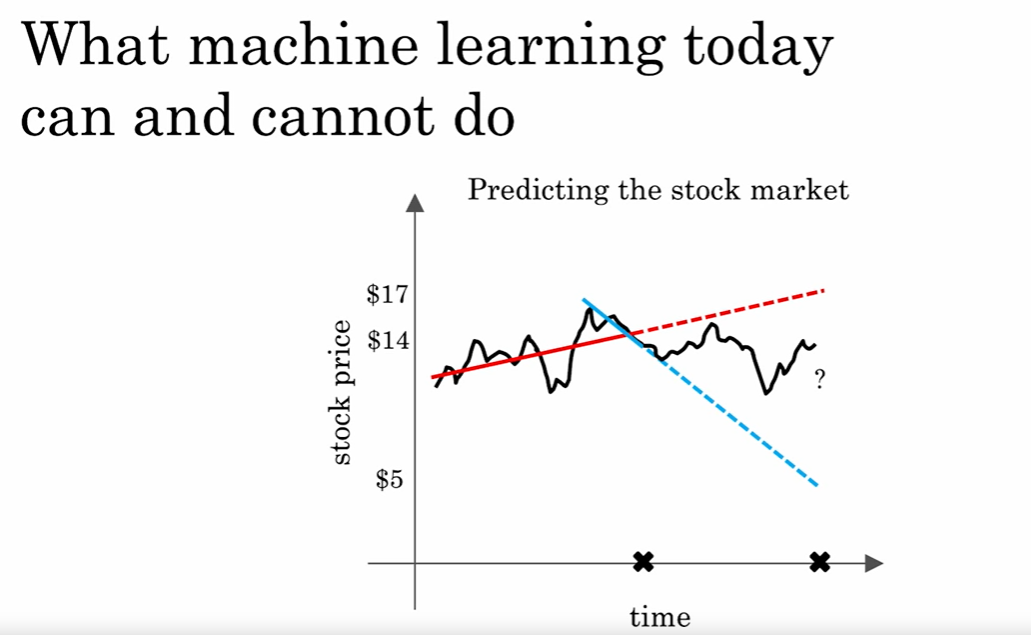 What machine learning today
can and cannot do
Predicting the stock market
$17
$14
stock price
$5
?
time